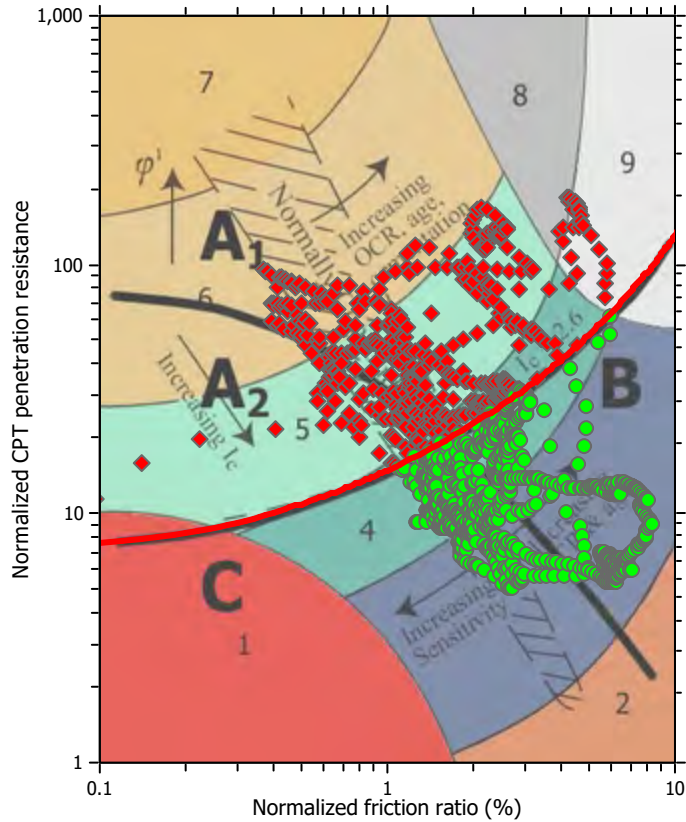 1,000
100
10
1
Normalized CPT penetration resistance
0.1
1
10
Normalized friction ratio (%)
7
8
9
φ'
Normally
Increasing
OCR, age,
A1
6
A2
Increasing Ic
5
2.6
B
4
C
1
Increasing
Sensitivity
2